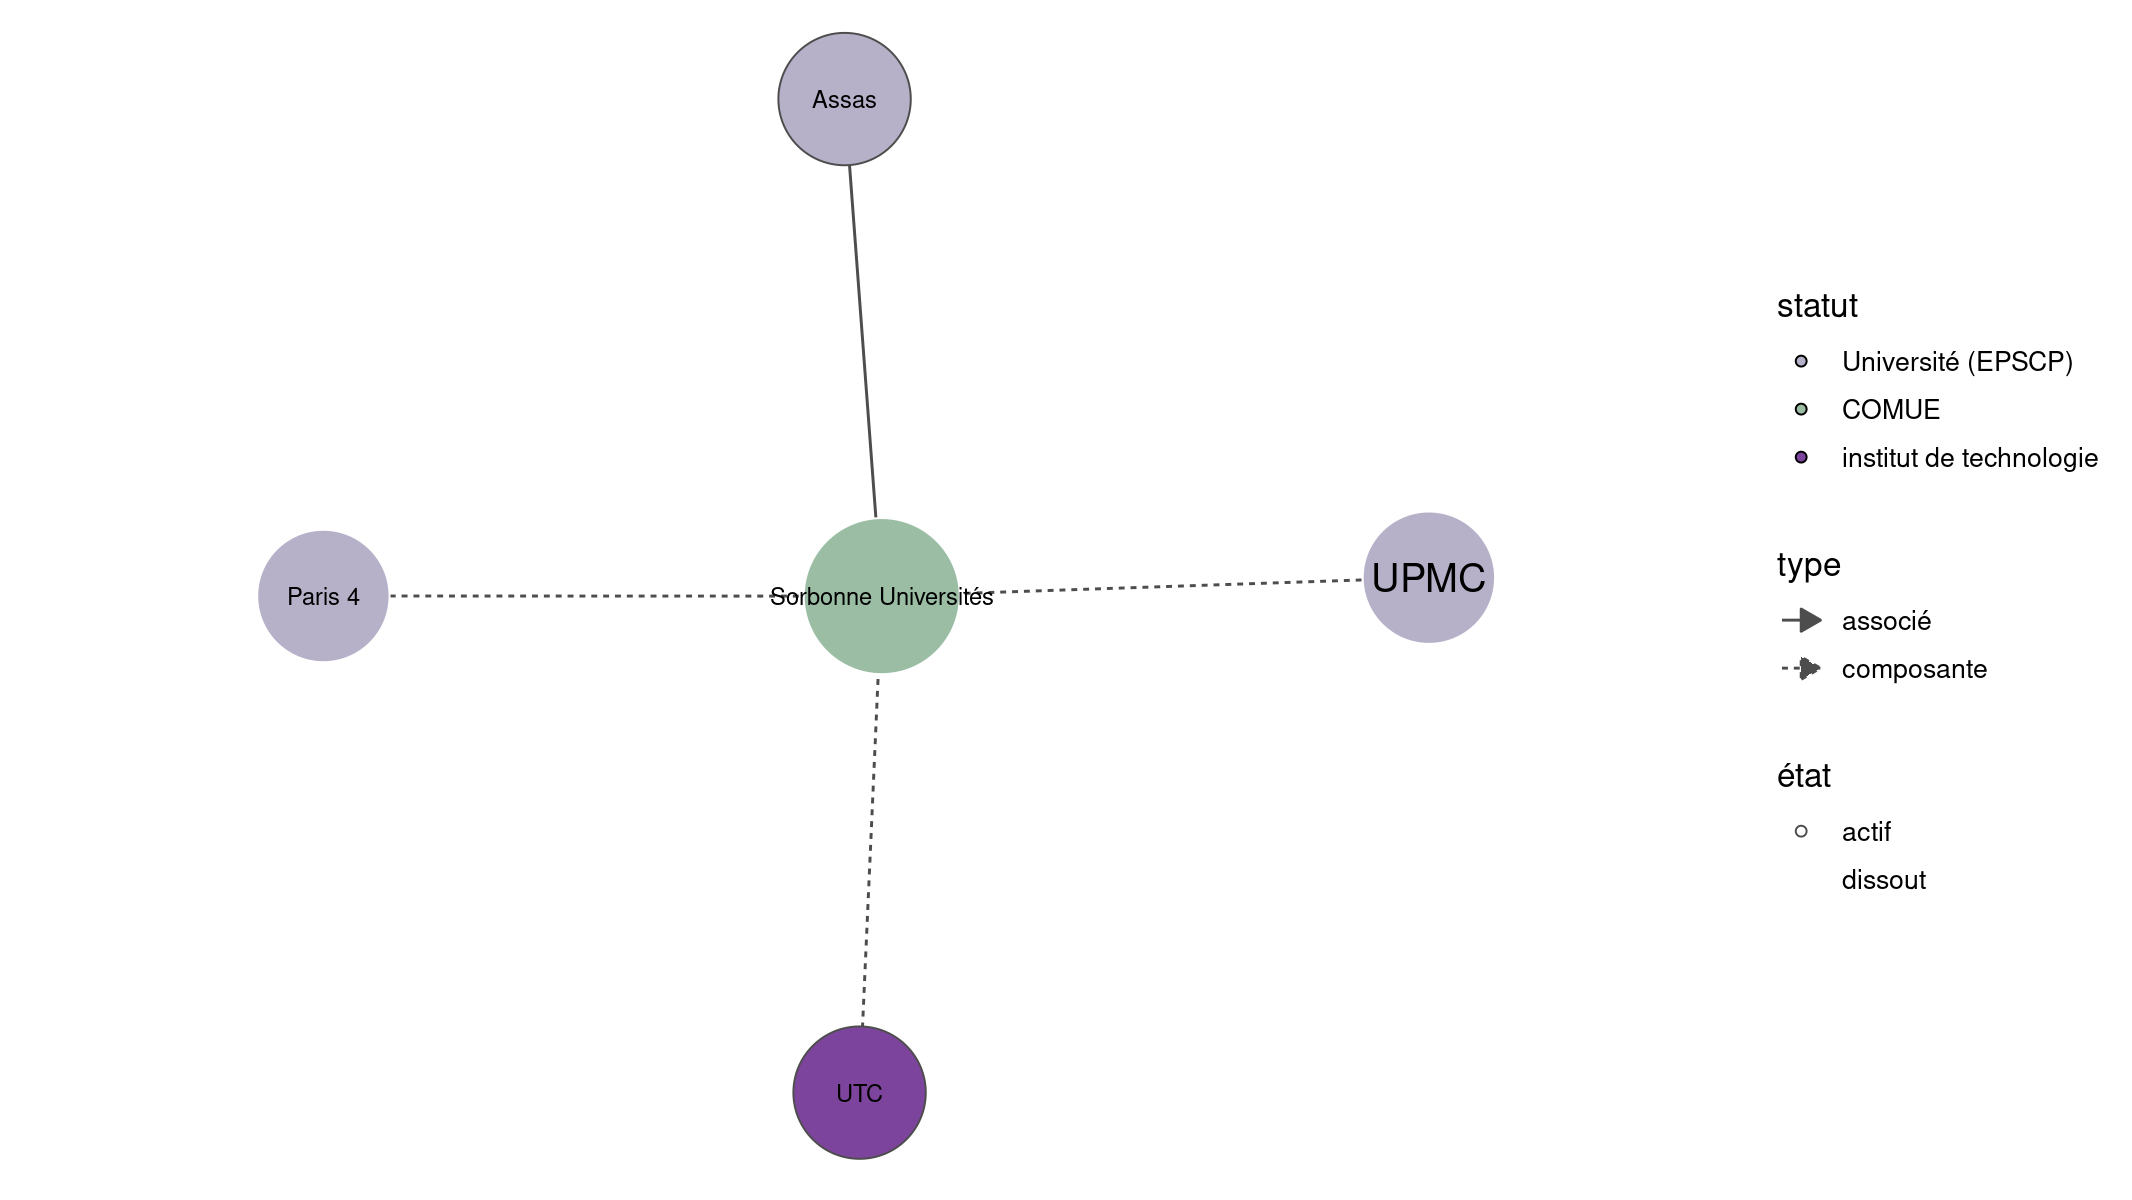 Assas
Paris 4
Sorbonne Universités
UPMC
UTC
statut
Université (EPSCP)
COMUE
institut de technologie
type
associé
composante
état
actif
dissout